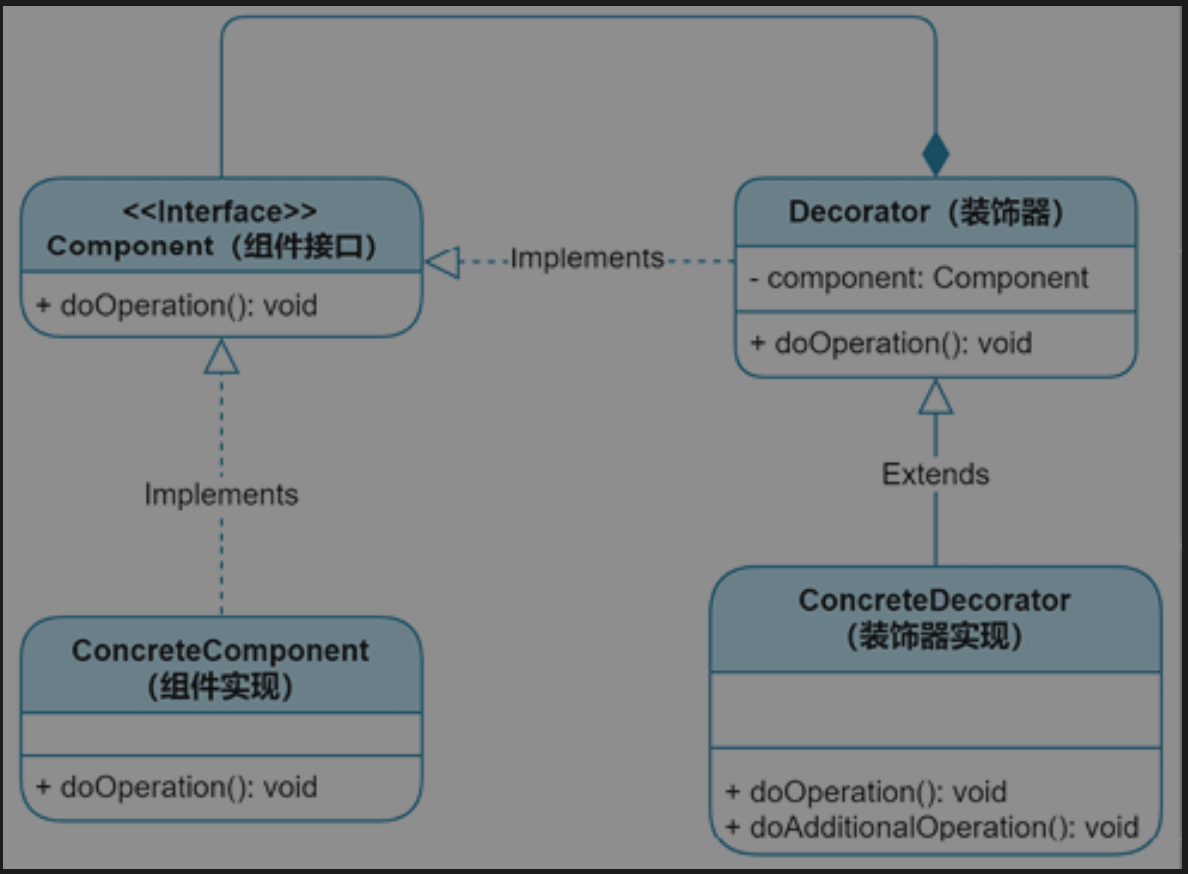 <<Interface>>
Component（组件接口）
+ doOperation(): void
Implements
Decorator（装饰器）
- component: Component
+ doOperation(): void
Implements
Extends
ConcreteComponent
（组件实现）
+ doOperation(): void
ConcreteDecorator
（装饰器实现）
+ doOperation(): void
+ doAdditionalOperation(): void